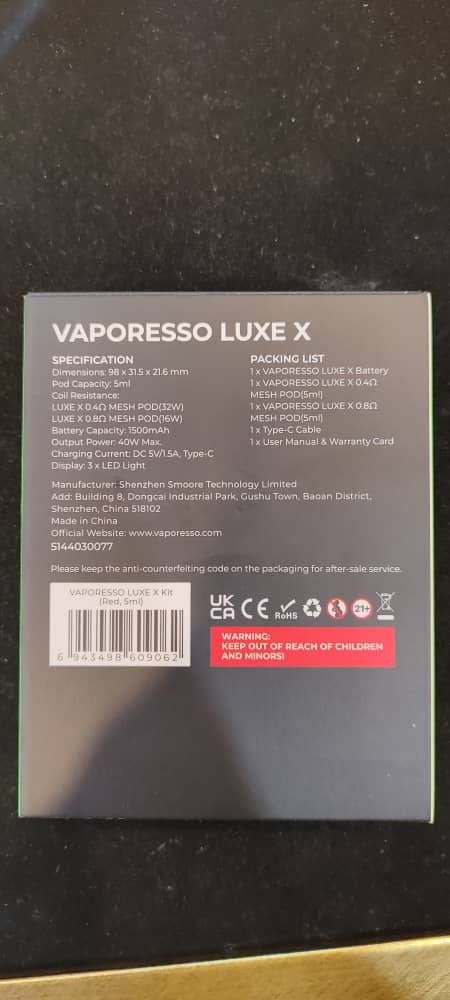 VAPORESSO LUXE X
SPECIFICATION
Dimensions: 98 x 31.5 x 21.6 mm
Pod Capacity: 5ml
Coil Resistance:
LUXE X 0.4Ω MESH POD(32W)
LUXE X 0.8Ω MESH POD(16W)
Battery Capacity: 1500mAh
Output Power: 40W Max.
Charging Current: DC 5V/1.5A, Type-C
Display: 3 x LED Light
PACKING LIST
1 x VAPORESSO LUXE X Battery
1 x VAPORESSO LUXE X 0.4Ω
MESH POD(5ml)
1 x VAPORESSO LUXE X 0.8Ω
MESH POD(5ml)
1 x Type-C Cable
1 x User Manual & Warranty Card
Manufacturer: Shenzhen Smoore Technology Limited
Add: Building 8, Dongcai Industrial Park, Gushu Town, Baoan District,
Shenzhen, China 518102
Made in China
Official Website: www.vaporesso.com
5144030077
Please keep the anti-counterfeiting code on the packaging for after-sale service.
VAPORESSO LUXE X Kit
(Red, 5ml)
6 943498 609062
UK
CA
CE
RoHS
21+
WARNING:
KEEP OUT OF REACH OF CHILDREN
AND MINORS!